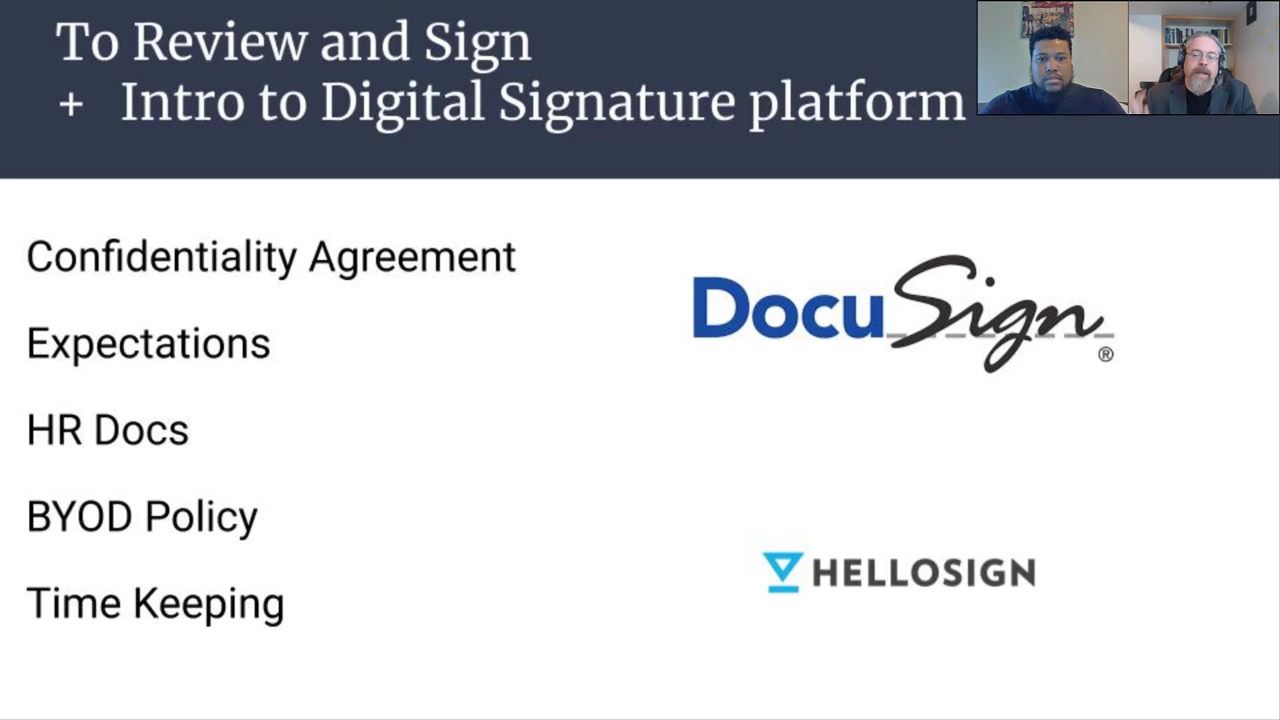 To Review and Sign
+ Intro to Digital Signature platform
Confidentiality Agreement
Expectations
HR Docs
BYOD Policy
Time Keeping
DocuSign®
HELLOSIGN